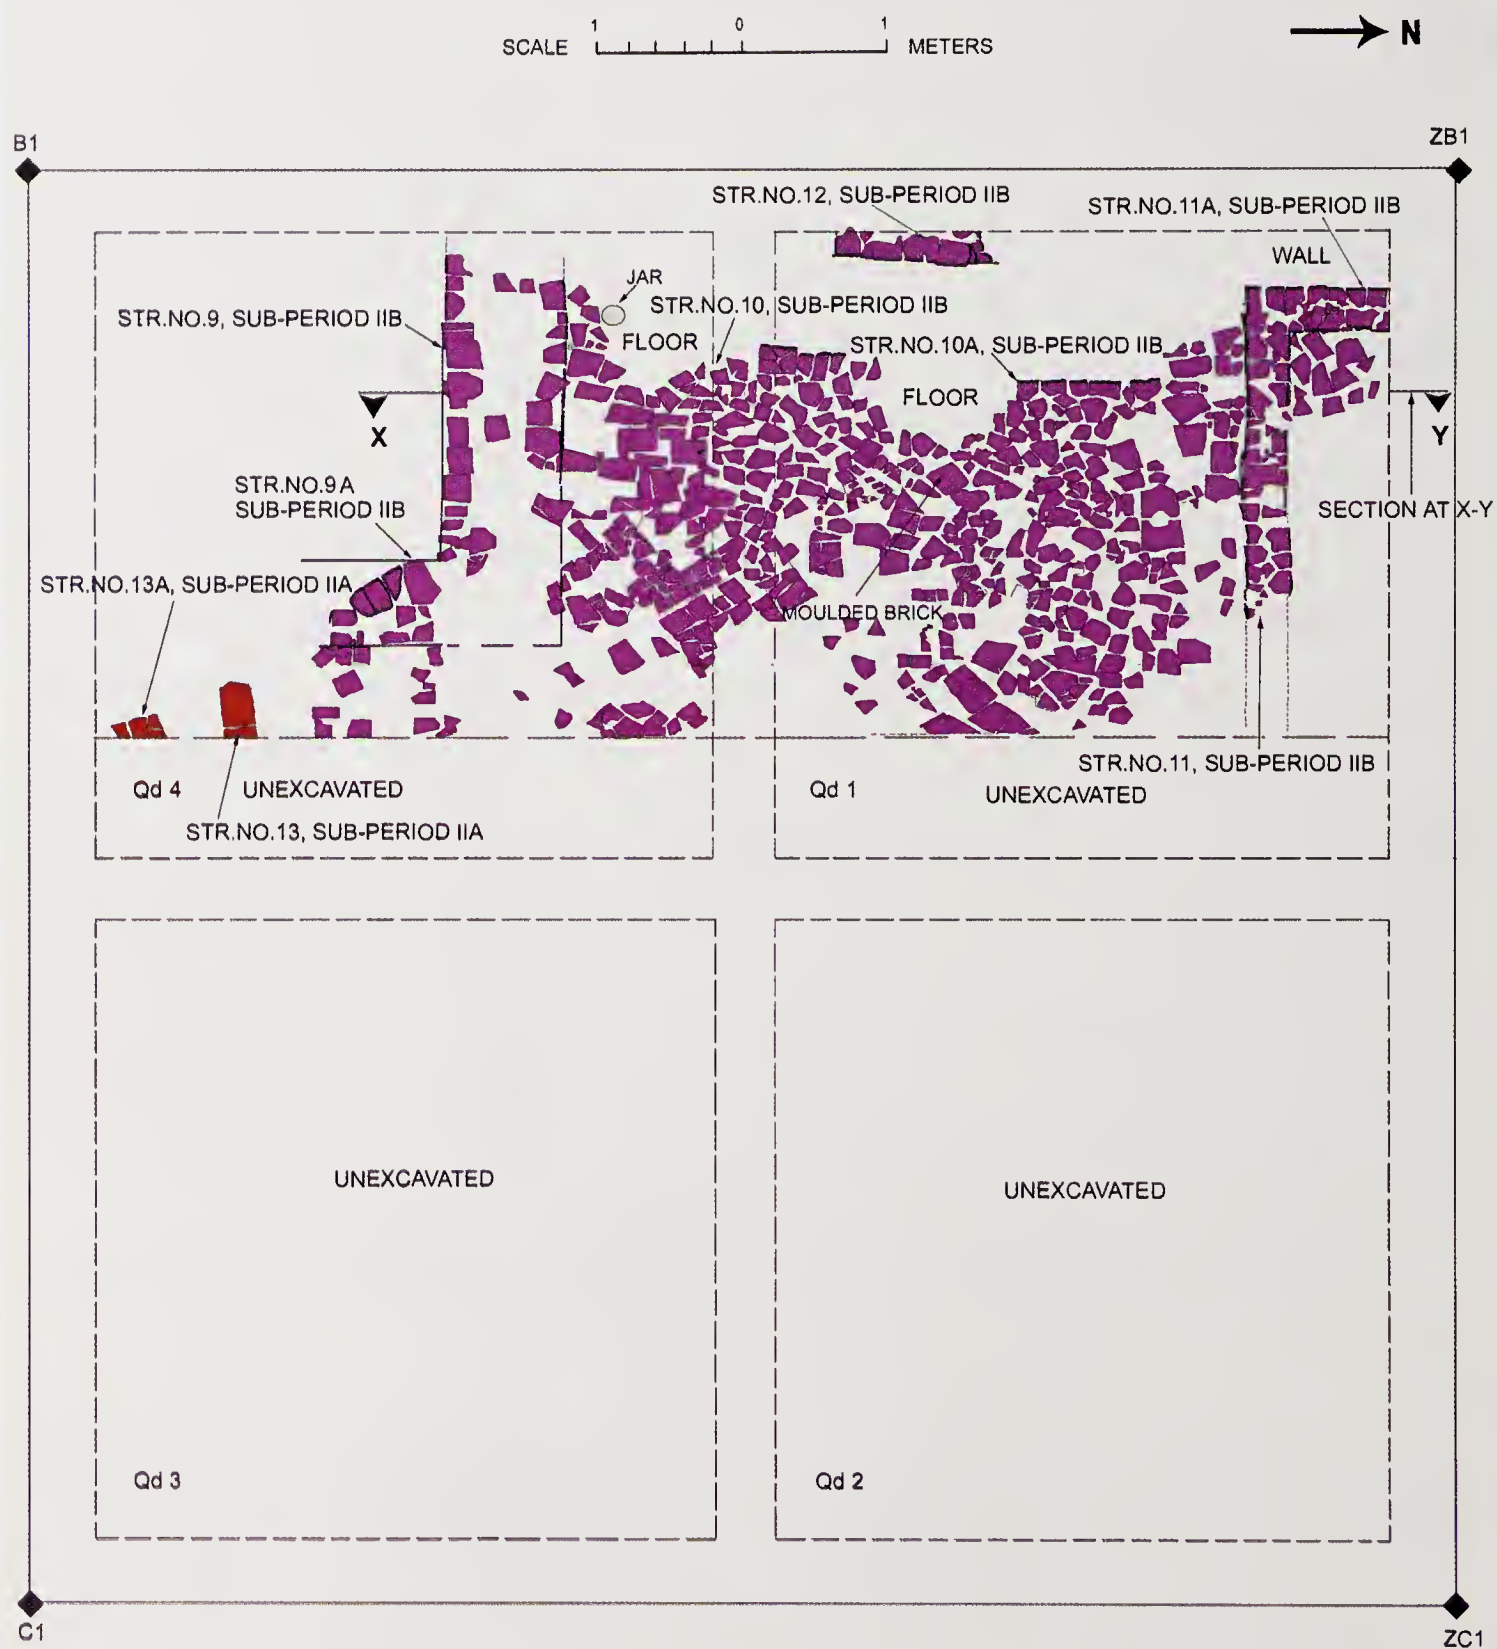 1 0 1
SCALE METERS
N
B1
ZB1
STR.NO.12, SUB-PERIOD IIB
STR.NO.11A, SUB-PERIOD IIB
WALL
JAR
STR.NO.10, SUB-PERIOD IIB
STR.NO.9, SUB-PERIOD IIB
FLOOR
STR.NO.10A, SUB-PERIOD IIB
FLOOR
X
Y
STR.NO.9A
SUB-PERIOD IIB
SECTION AT X-Y
STR.NO.13A, SUB-PERIOD IIA
MOULDED BRICK
STR.NO.11, SUB-PERIOD IIB
Qd 4 UNEXCAVATED
Qd 1 UNEXCAVATED
STR.NO.13, SUB-PERIOD IIA
UNEXCAVATED
UNEXCAVATED
Qd 3
Qd 2
C1
ZC1